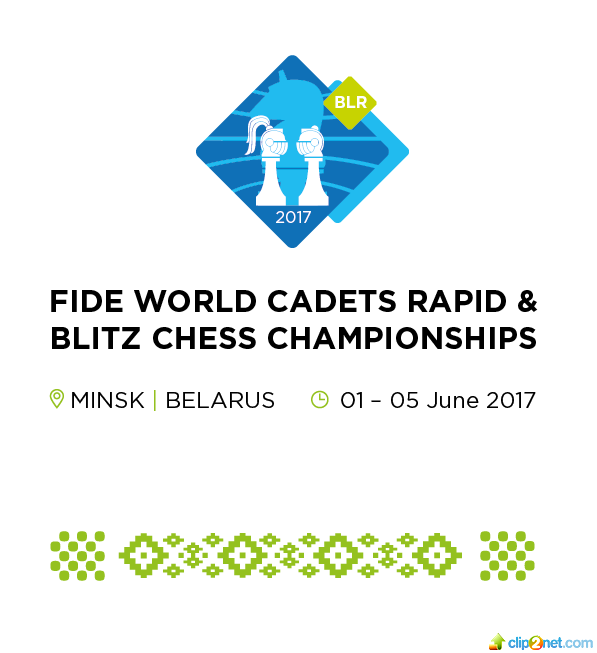 BLR
2017
FIDE WORLD CADETS RAPID &
BLITZ CHESS CHAMPIONSHIPS
MINSK | BELARUS 01 – 05 June 2017
clip2net.com